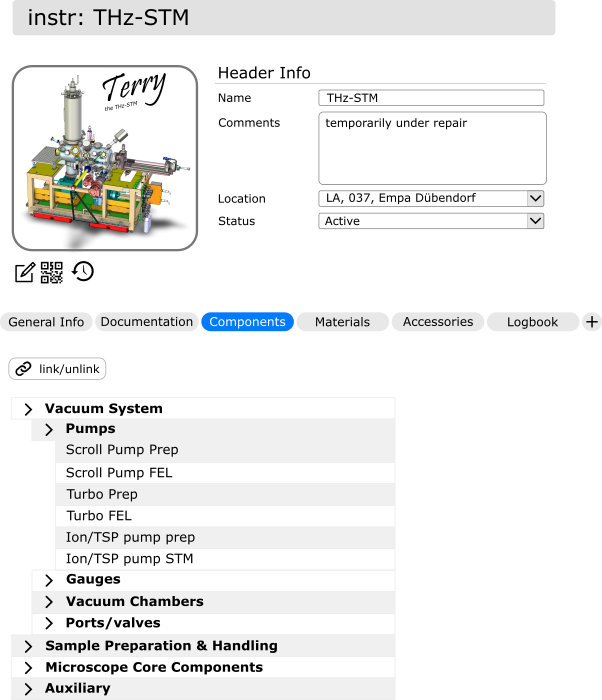 instr: THz-STM
Terry
the THz-STM
Header Info
Name
THz-STM
Comments
temporarily under repair
Location
LA, 037, Empa Dübendorf
Status
Active
General Info
Documentation
Components
Materials
Accessories
Logbook
+
link/unlink
Vacuum System
Pumps
Scroll Pump Prep
Scroll Pump FEL
Turbo Prep
Turbo FEL
Ion/TSP pump prep
Ion/TSP pump STM
Gauges
Vacuum Chambers
Ports/valves
Sample Preparation & Handling
Microscope Core Components
Auxiliary